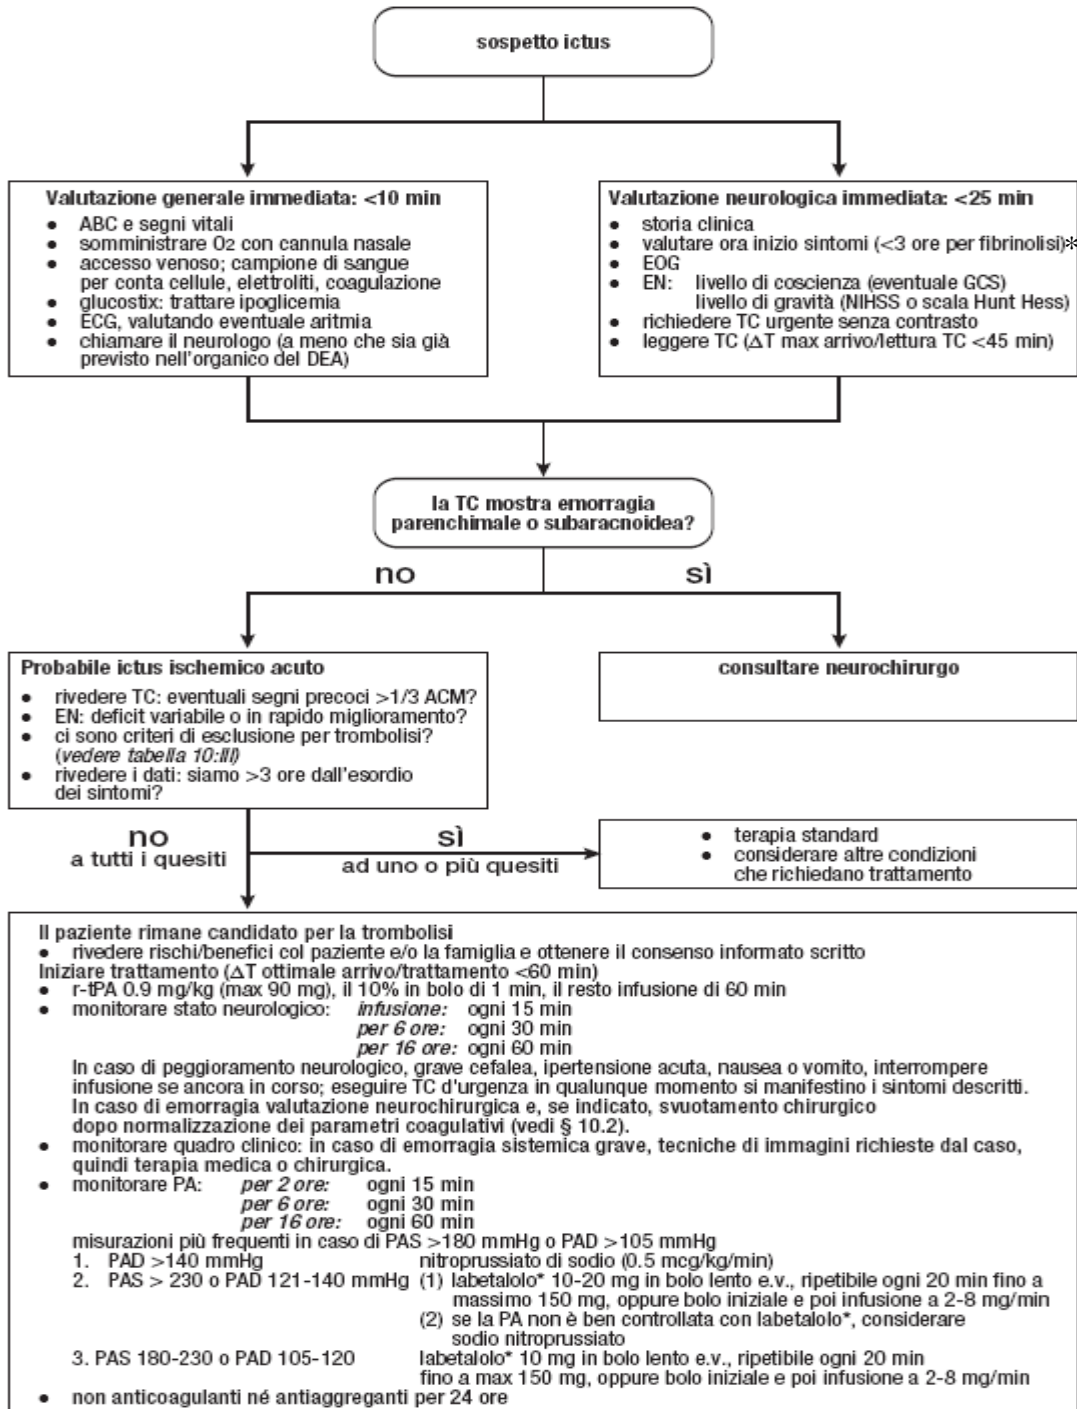 sospetto ictus
Valutazione generale immediata: <10 min
● ABC e segni vitali
● somministrare O2 con cannula nasale
● accesso venoso; campione di sangue
per conta cellule, elettroliti, coagulazione
● glucostix: trattare ipoglicemia
● ECG, valutando eventuale aritmia
● chiamare il neurologo (a meno che sia già
previsto nell'organico del DEA)
Valutazione neurologica immediata: <25 min
● storia clinica
● valutare ora inizio sintomi (<3 ore per fibrinolisi)*
● EOG
● EN: livello di coscienza (eventuale GCS)
livello di gravità (NIHSS o scala Hunt Hess)
● richiedere TC urgente senza contrasto
● leggere TC (ΔT max arrivo/lettura TC <45 min)
la TC mostra emorragia
parenchimale o subaracnoidea?
no
sì
Probabile ictus ischemico acuto
● rivedere TC: eventuali segni precoci >1/3 ACM?
● EN: deficit variabile o in rapido miglioramento?
● ci sono criteri di esclusione per trombolisi?
(vedere tabella 10:III)
● rivedere i dati: siamo >3 ore dall'esordio
dei sintomi?
consultare neurochirurgo
no
a tutti i quesiti
sì
ad uno o più quesiti
● terapia standard
● considerare altre condizioni
che richiedano trattamento
Il paziente rimane candidato per la trombolisi
● rivedere rischi/benefici col paziente e/o la famiglia e ottenere il consenso informato scritto
Iniziare trattamento (ΔT ottimale arrivo/trattamento <60 min)
● r-tPA 0.9 mg/kg (max 90 mg), il 10% in bolo di 1 min, il resto infusione di 60 min
● monitorare stato neurologico: infusione: ogni 15 min
per 6 ore: ogni 30 min
per 16 ore: ogni 60 min
In caso di peggioramento neurologico, grave cefalea, ipertensione acuta, nausea o vomito, interrompere
infusione se ancora in corso; eseguire TC d'urgenza in qualunque momento si manifestino i sintomi descritti.
In caso di emorragia valutazione neurochirurgica e, se indicato, svuotamento chirurgico
dopo normalizzazione dei parametri coagulativi (vedi § 10.2).
● monitorare quadro clinico: in caso di emorragia sistemica grave, tecniche di immagini richieste dal caso,
quindi terapia medica o chirurgica.
● monitorare PA: per 2 ore: ogni 15 min
per 6 ore: ogni 30 min
per 16 ore: ogni 60 min
misurazioni più frequenti in caso di PAS >180 mmHg o PAD >105 mmHg
1. PAD >140 mmHg nitroprussiato di sodio (0.5 mcg/kg/min)
2. PAS > 230 o PAD 121-140 mmHg (1) labetalolo* 10-20 mg in bolo lento e.v., ripetibile ogni 20 min fino a
massimo 150 mg, oppure bolo iniziale e poi infusione a 2-8 mg/min
(2) se la PA non è ben controllata con labetalolo*, considerare
sodio nitroprussiato
3. PAS 180-230 o PAD 105-120 labetalolo* 10 mg in bolo lento e.v., ripetibile ogni 20 min
fino a max 150 mg, oppure bolo iniziale e poi infusione a 2-8 mg/min
● non anticoagulanti né antiaggreganti per 24 ore